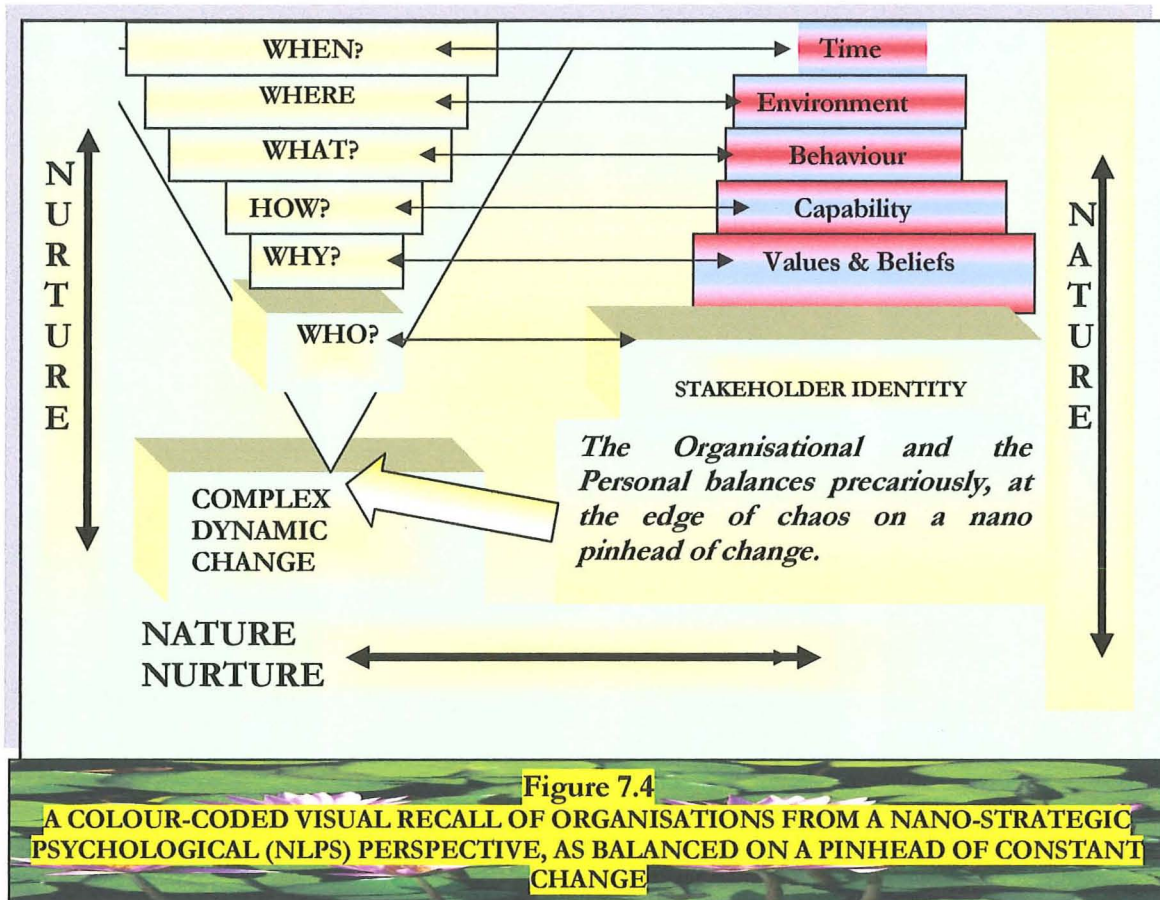 WHEN?
Time
WHERE
Environment
WHAT?
Behaviour
HOW?
Capability
WHY?
Values & Beliefs
WHO?
STAKEHOLDER IDENTITY
NURTURE
NATURE
The Organisational and the
Personal balances precariously, at
the edge of chaos on a nano
pinhead of change.
COMPLEX
DYNAMIC
CHANGE
NATURE
NURTURE
Figure 7.4
A COLOUR-CODED VISUAL RECALL OF ORGANISATIONS FROM A NANO-STRATEGIC
PSYCHOLOGICAL (NLPS) PERSPECTIVE, AS BALANCED ON A PINHEAD OF CONSTANT
CHANGE